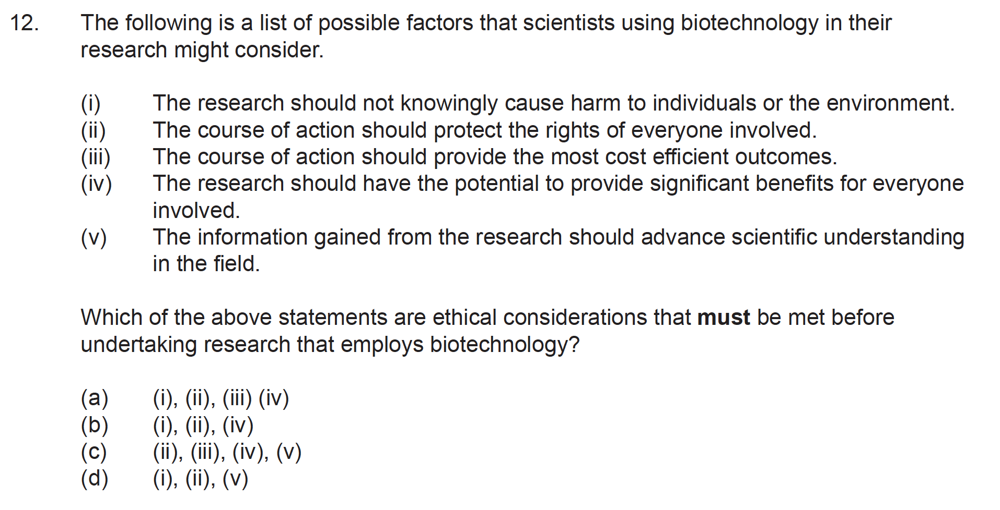 12. The following is a list of possible factors that scientists using biotechnology in their
research might consider.
(i) The research should not knowingly cause harm to individuals or the environment.
(ii) The course of action should protect the rights of everyone involved.
(iii) The course of action should provide the most cost efficient outcomes.
(iv) The research should have the potential to provide significant benefits for everyone
involved.
(v) The information gained from the research should advance scientific understanding
in the field.
Which of the above statements are ethical considerations that must be met before
undertaking research that employs biotechnology?
(a) (i), (ii), (iii) (iv)
(b) (i), (ii), (iv)
(c) (ii), (iii), (iv), (v)
(d) (i), (ii), (v)